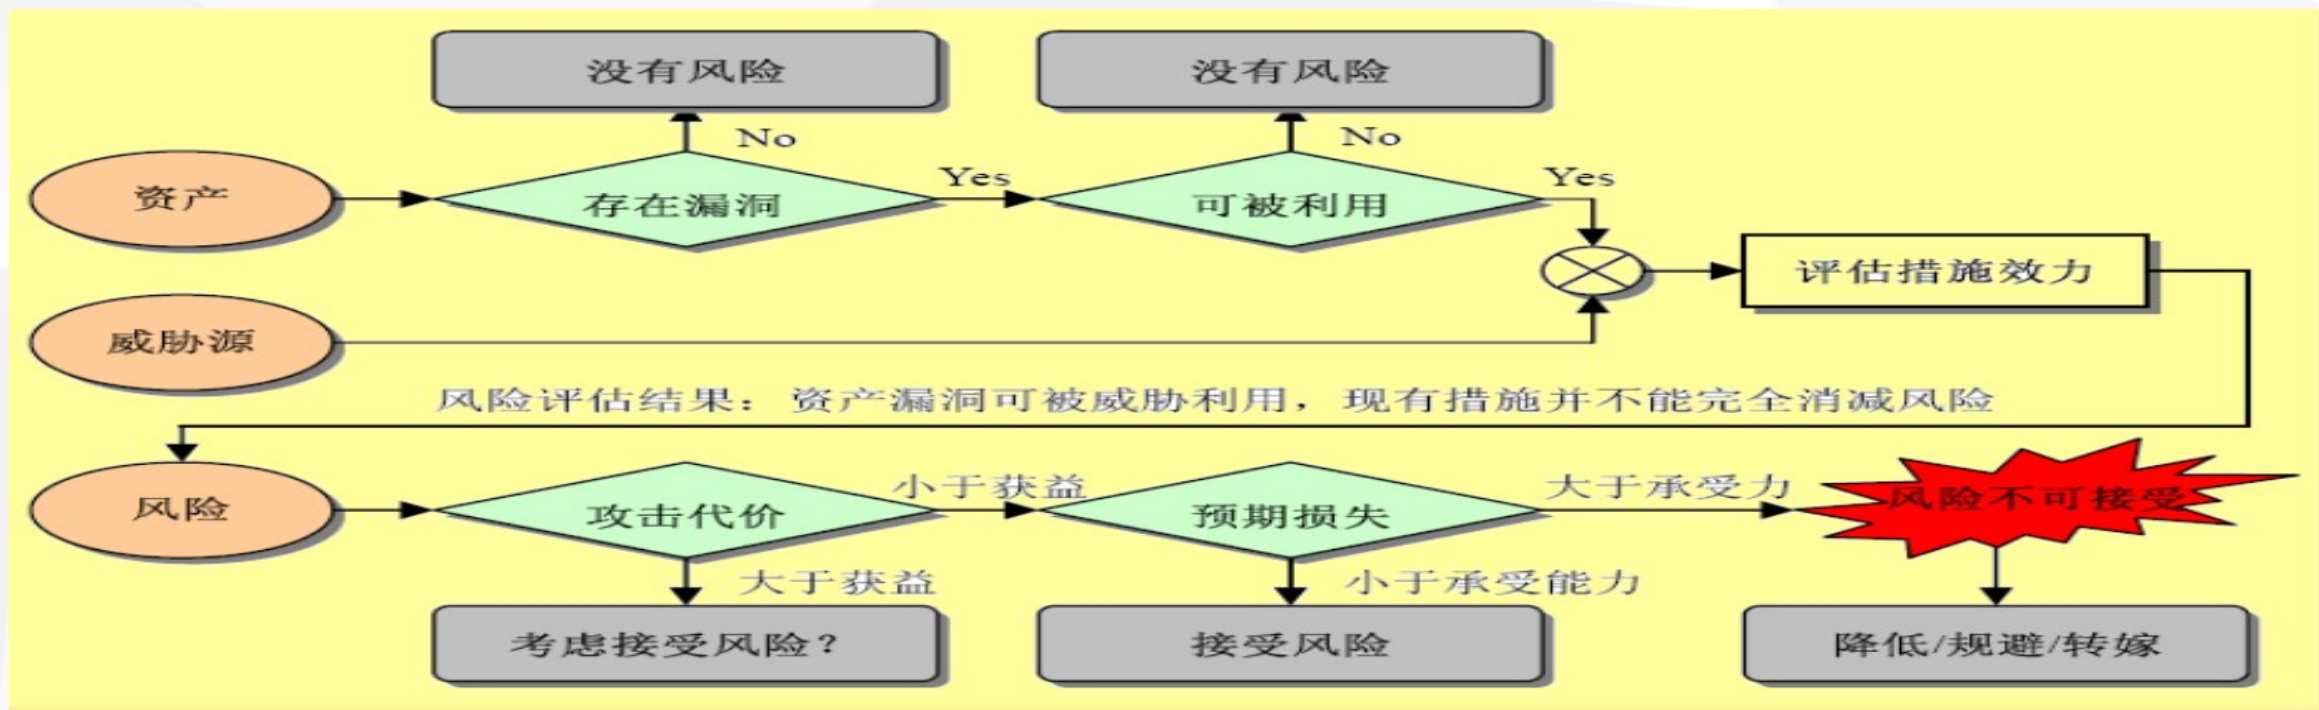 没有风险
没有风险
No
No
资产
存在漏洞
Yes
可被利用
Yes
评估措施效力
威胁源
风险评估结果：资产漏洞可被威胁利用，现有措施并不能完全消减风险
风险
攻击代价
小于获益
预期损失
大于承受力
风险不可接受
大于获益
小于承受能力
考虑接受风险？
接受风险
降低/规避/转嫁